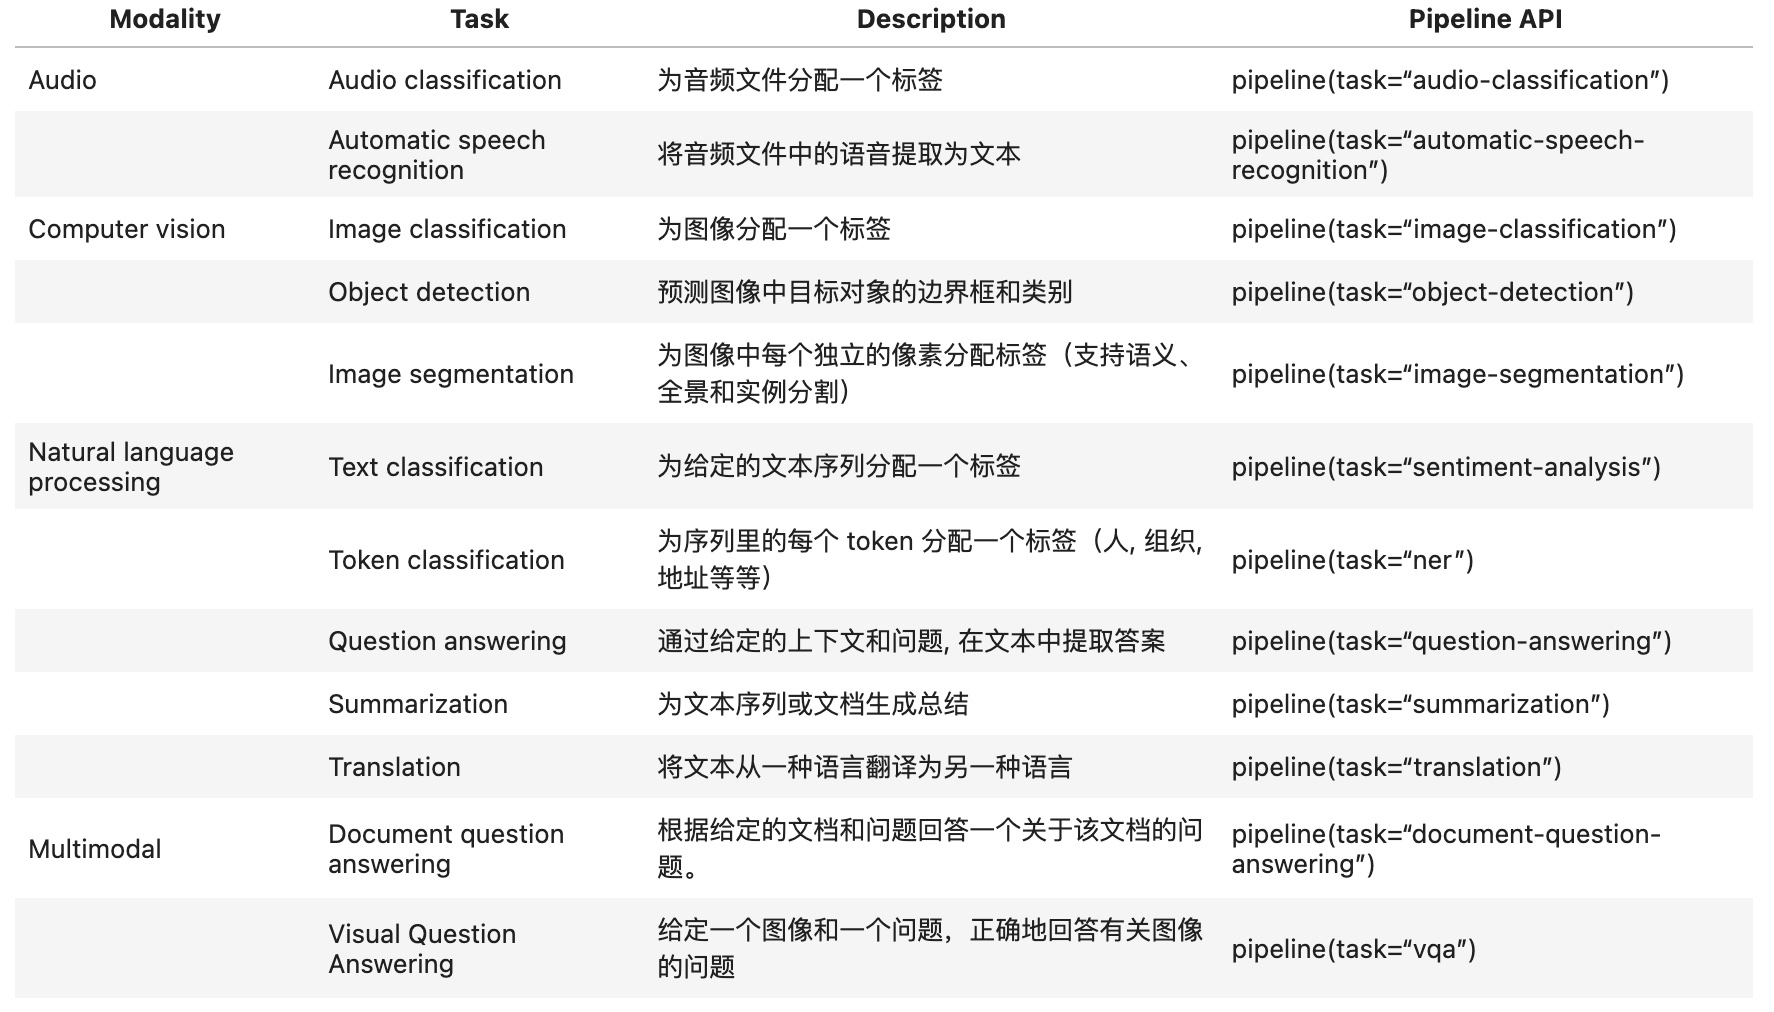 Modality Task Description Pipeline API
Audio Audio classification 为音频文件分配一个标签 pipeline(task=“audio-classification”)
Automatic speech
recognition
将音频文件中的语音提取为文本
pipeline(task=“automatic-speech-
recognition”)
Computer vision Image classification 为图像分配一个标签 pipeline(task=“image-classification”)
Object detection 预测图像中目标对象的边界框和类别 pipeline(task=“object-detection”)
Image segmentation
为图像中每个独立的像素分配标签（支持语义、
全景和实例分割）
pipeline(task=“image-segmentation”)
Natural language
processing
Text classification 为给定的文本序列分配一个标签 pipeline(task=“sentiment-analysis”)
Token classification
为序列里的每个 token 分配一个标签（人, 组织,
地址等等）
pipeline(task=“ner”)
Question answering 通过给定的上下文和问题, 在文本中提取答案 pipeline(task=“question-answering”)
Summarization 为文本序列或文档生成总结 pipeline(task=“summarization”)
Translation 将文本从一种语言翻译为另一种语言 pipeline(task=“translation”)
Multimodal
Document question
answering
根据给定的文档和问题回答一个关于该文档的问
题。
pipeline(task=“document-question-
answering”)
Visual Question
Answering
给定一个图像和一个问题，正确地回答有关图像
的问题
pipeline(task=“vqa”)